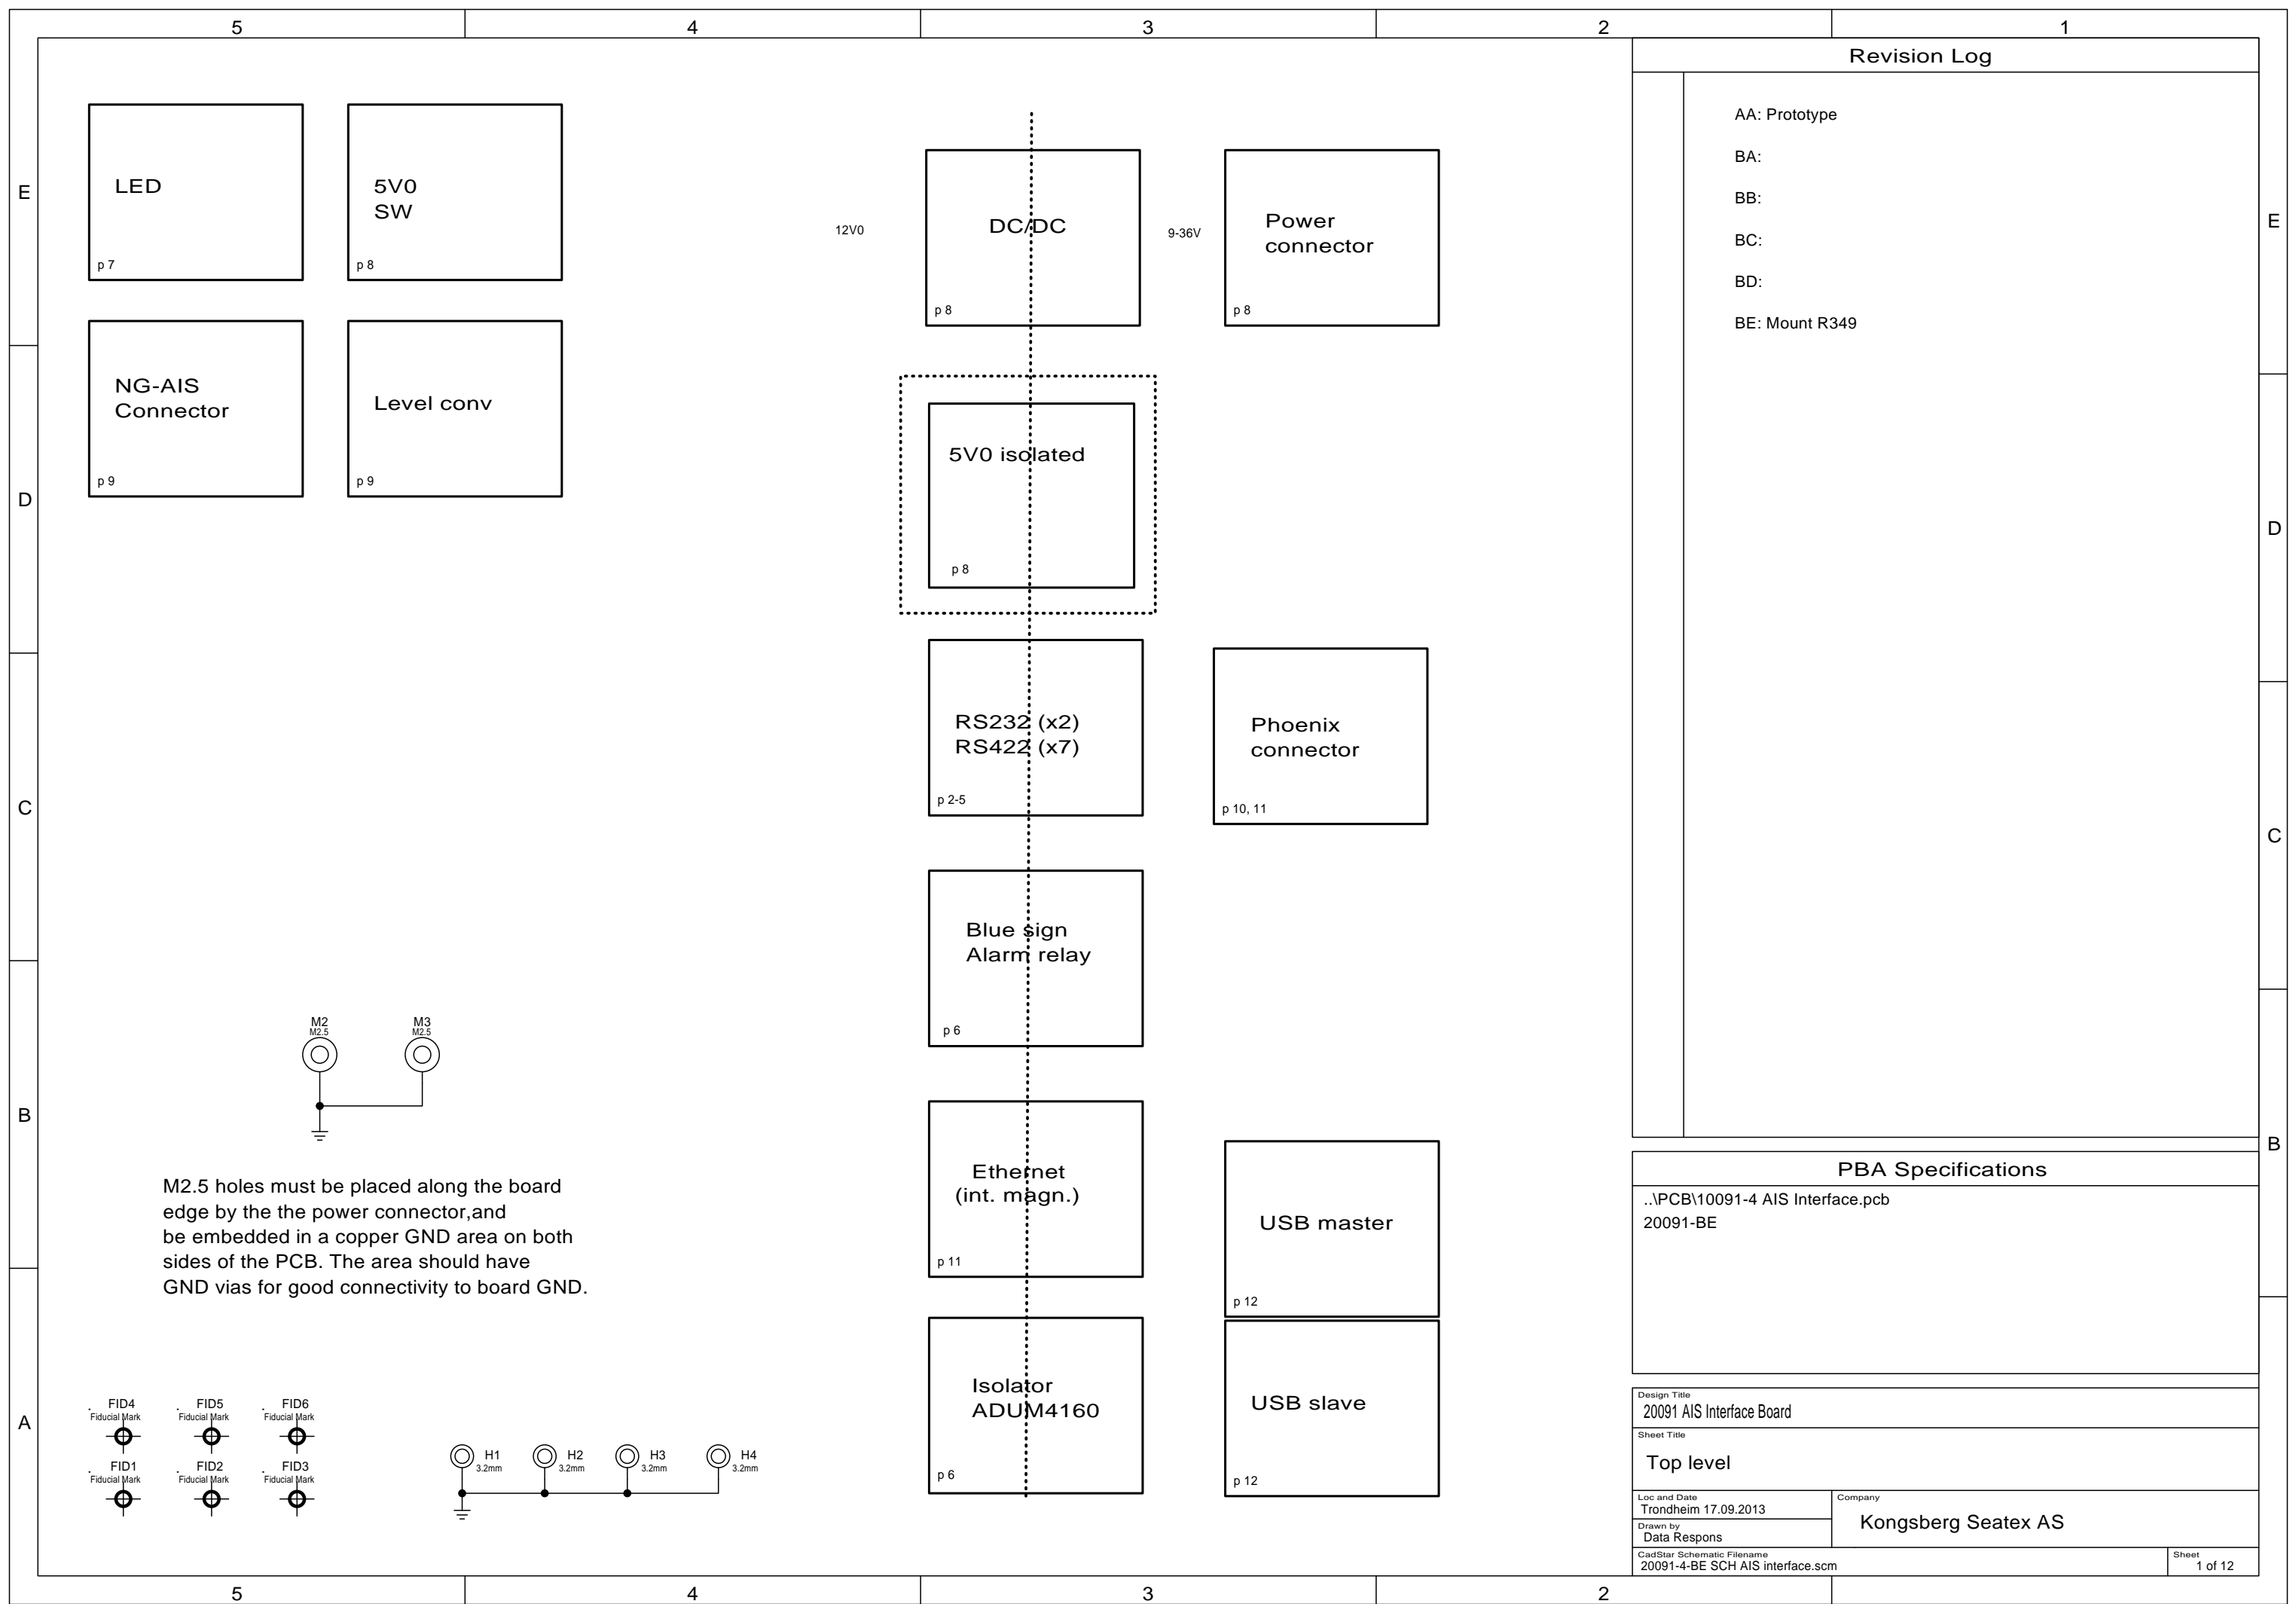 5 4 3 2 1
Revision Log
AA: Prototype
BA:
BB:
BC:
BD:
BE: Mount R349
E
D
C
B
A
E
D
C
B
LED
p 7
5V0
SW
p 8
12V0
DC/DC
p 8
9-36V
Power
connector
p 8
NG-AIS
Connector
p 9
Level conv
p 9
5V0 isolated
p 8
RS232 (x2)
RS422 (x7)
p 2-5
Phoenix
connector
p 10, 11
Blue sign
Alarm relay
p 6
M2
M2.5
M3
M2.5
M2.5 holes must be placed along the board
edge by the the power connector,and
be embedded in a copper GND area on both
sides of the PCB. The area should have
GND vias for good connectivity to board GND.
Ethernet
(int. magn.)
p 11
USB master
p 12
Isolator
ADUM4160
p 6
USB slave
p 12
FID4
Fiducial Mark
FID5
Fiducial Mark
FID6
Fiducial Mark
FID1
Fiducial Mark
FID2
Fiducial Mark
FID3
Fiducial Mark
H1
3.2mm
H2
3.2mm
H3
3.2mm
H4
3.2mm
PBA Specifications
..\PCB\10091-4 AIS Interface.pcb
20091-BE
Design Title
20091 AIS Interface Board
Sheet Title
Top level
Loc and Date
Trondheim 17.09.2013
Drawn by
Data Respons
Company
Kongsberg Seatex AS
CadStar Schematic Filename
20091-4-BE SCH AIS interface.scm
Sheet
1 of 12
5 4 3 2